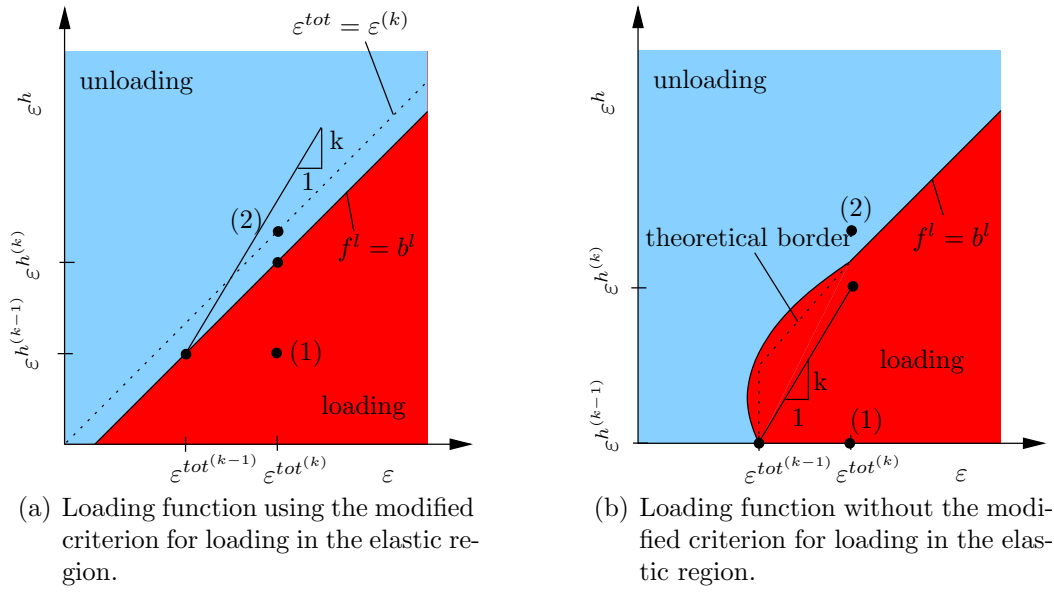 ε^{tot} = ε^{(k)}
unloading
ε^h
k
1
(2)
f^l = b^l
ε^{h^{(k)}}
ε^{h^{(k-1)}}
(1)
loading
ε^{tot^{(k-1)}} ε^{tot^{(k)}} ε
(a) Loading function using the modified
criterion for loading in the elastic re-
gion.
unloading
ε^h
(2)
theoretical border
f^l = b^l
ε^{h^{(k)}}
loading
k
1
ε^{h^{(k-1)}}
(1)
ε^{tot^{(k-1)}} ε^{tot^{(k)}} ε
(b) Loading function without the modi-
fied criterion for loading in the elas-
tic region.